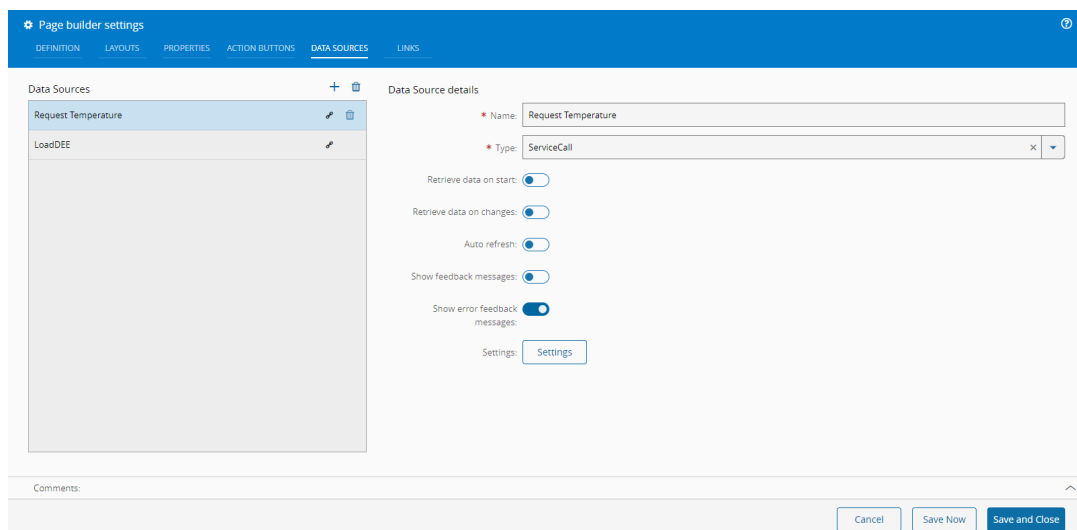 Page builder settings
DEFINITION LAYOUTS PROPERTIES ACTION BUTTONS DATA SOURCES LINKS
Data Sources
Request Temperature
LoadDEE
Data Source details
* Name: Request Temperature
* Type: ServiceCall
Retrieve data on start:
Retrieve data on changes:
Auto refresh:
Show feedback messages:
Show error feedback
messages:
Settings: Settings
Comments:
Cancel Save Now Save and Close